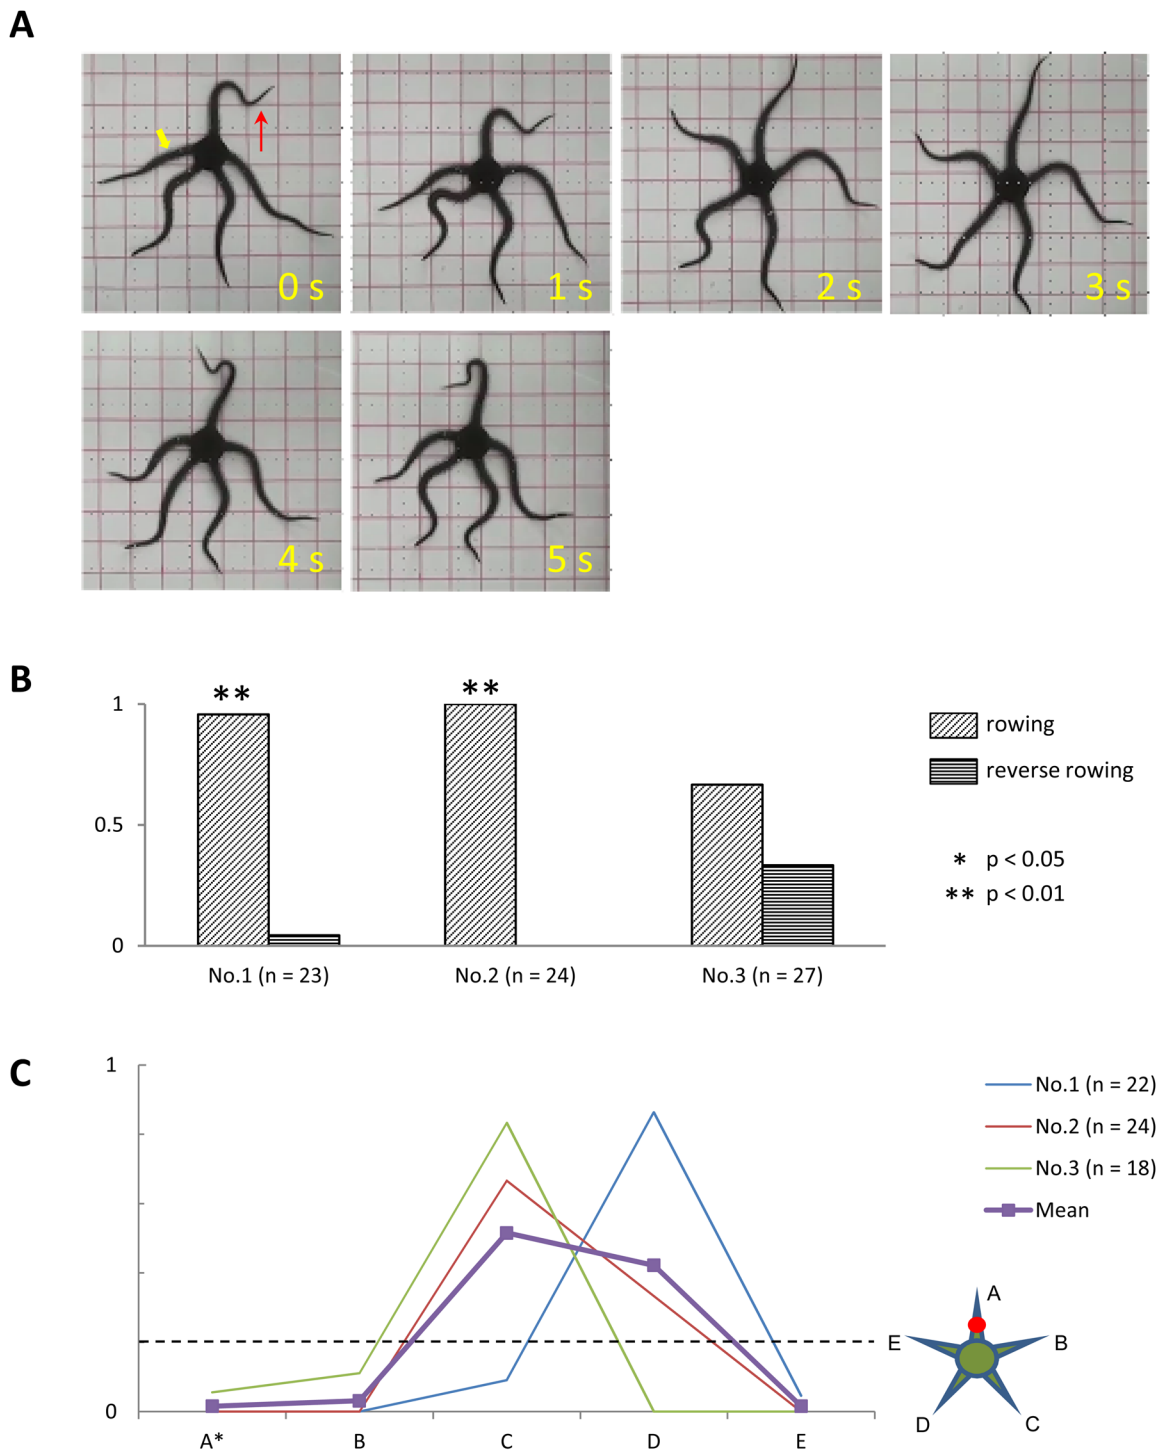 A
0 s
1 s
2 s
3 s
4 s
5 s
B
**
**
1
0.5
0
No.1 (n = 23)
No.2 (n = 24)
No.3 (n = 27)
rowing
reverse rowing
* p < 0.05
** p < 0.01
C
1
0
A*
B
C
D
E
No.1 (n = 22)
No.2 (n = 24)
No.3 (n = 18)
Mean
A
E
B
D
C